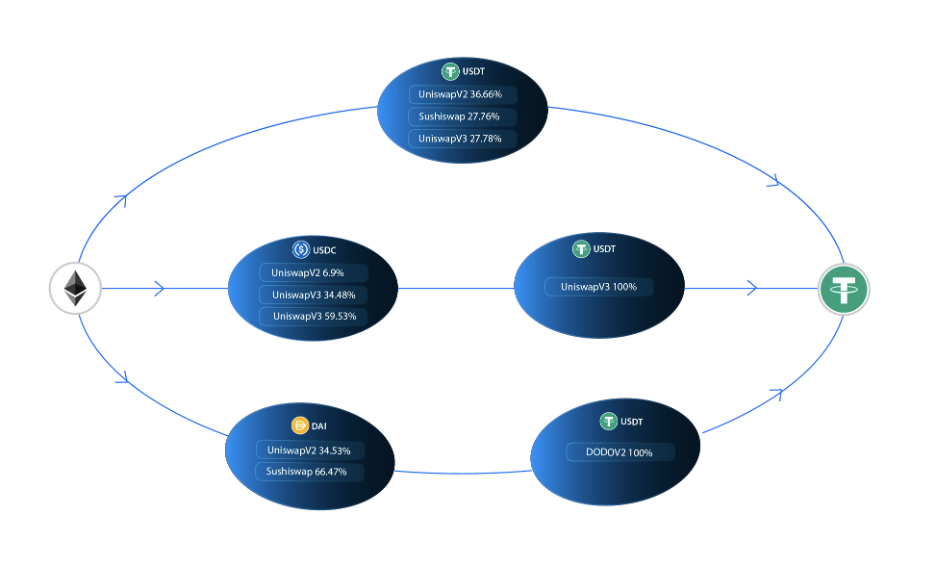 USDT
UniswapV2 36.66%
Sushiswap 27.76%
UniswapV3 27.78%
USDC
UniswapV2 6.9%
UniswapV3 34.48%
UniswapV3 59.53%
USDT
UniswapV3 100%
DAI
UniswapV2 34.53%
Sushiswap 66.47%
USDT
DODOV2 100%